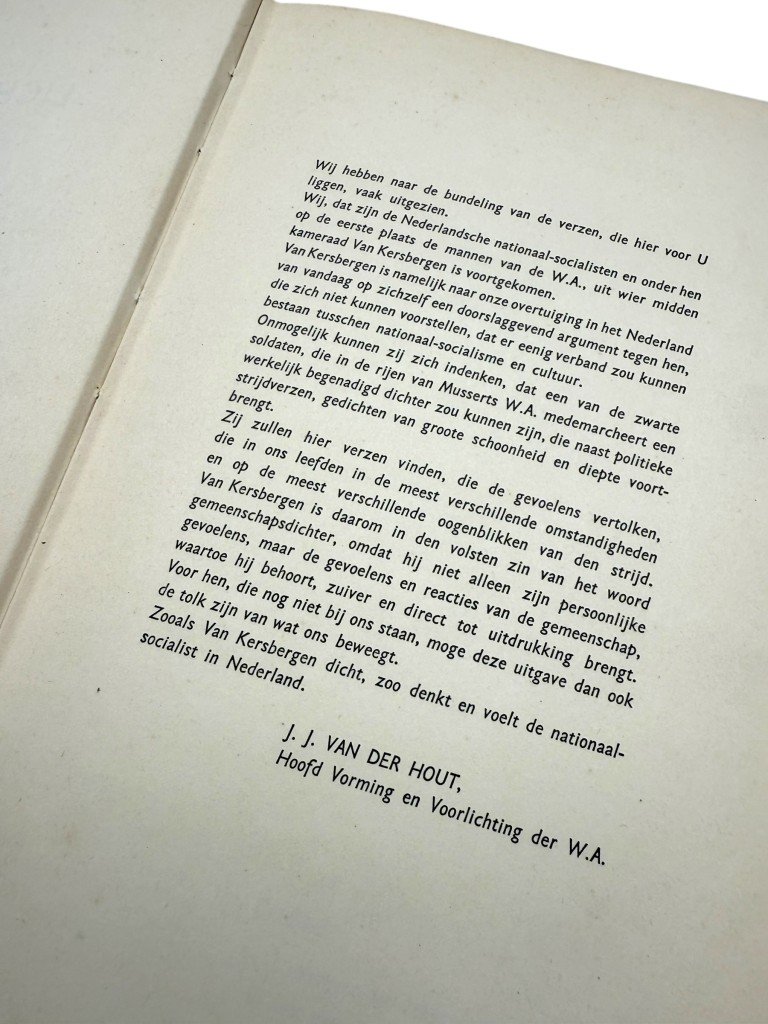 Wij hebben naar de bundeling van de verzen, die hier voor U
liggen, vaak uitgezien.
Wij, dat zijn de Nederlandsche nationaal-socialisten en onder hen
op de eerste plaats de mannen van de W.A., uit wier midden
kameraad Van Kersbergen is voortgekomen.
Van Kersbergen is namelijk naar onze overtuiging in het Nederland
van vandaag op zichzelf een doorslaggevend argument tegen hen,
die zich niet kunnen voorstellen, dat er eenig verband zou kunnen
bestaan tusschen nationaal-socialisme en cultuur.
Onmogelijk kunnen zij zich indenken, dat een van de zwarte
soldaten, die in de rijen van Musserts W.A. medemarcheert een
werkelijk begenadigd dichter zou kunnen zijn, die naast politieke
strijdverzen, gedichten van groote schoonheid en diepte voort-
brengt.
Zij zullen hier verzen vinden, die de gevoelens vertolken,
die in ons leefden in de meest verschillende omstandigheden
en op de meest verschillende oogenblikken van den strijd.
Van Kersbergen is daarom in den volsten zin van het woord
gemeenschapsdichter, omdat hij niet alleen zijn persoonlijke
gevoelens, maar de gevoelens en reacties van de gemeenschap,
waartoe hij behoort, zuiver en direct tot uitdrukking brengt.
Voor hen, die nog niet bij ons staan, moge deze uitgave dan ook
de tolk zijn van wat ons beweegt.
Zooals Van Kersbergen dicht, zoo denkt en voelt de nationaal-
socialist in Nederland.
J. J. VAN DER HOUT,
Hoofd Vorming en Voorlichting der W.A.